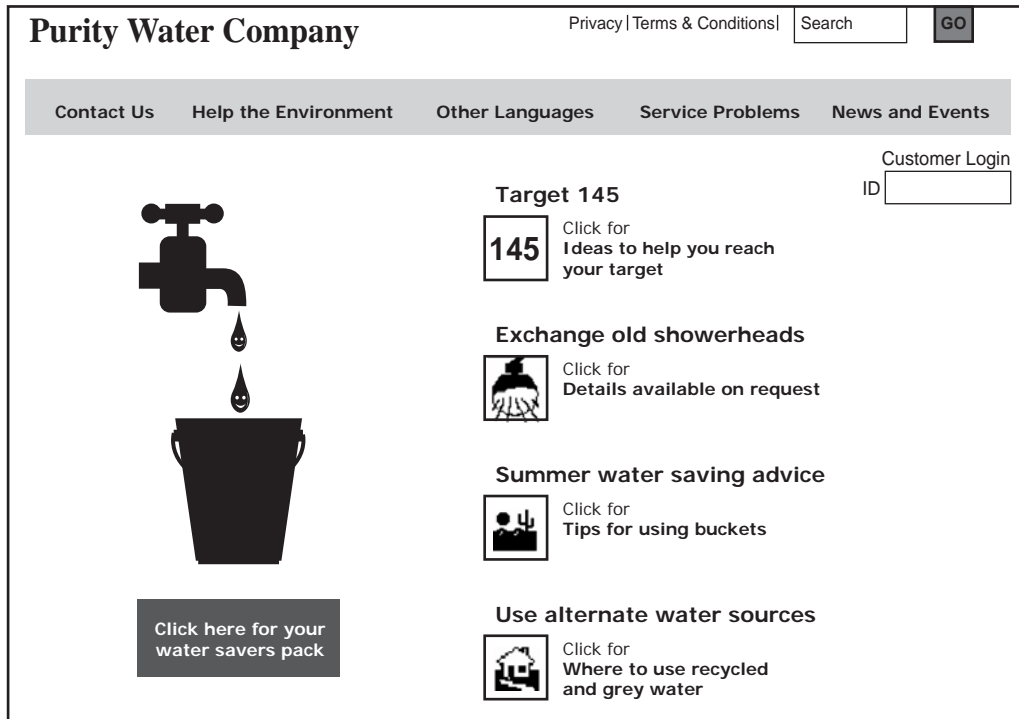 Purity Water Company
Privacy|Terms & Conditions|
Search
GO
Contact Us Help the Environment Other Languages Service Problems News and Events
Customer Login
ID
Target 145
145
Click for
Ideas to help you reach
your target
Exchange old showerheads
Click for
Details available on request
Summer water saving advice
Click for
Tips for using buckets
Click here for your
water savers pack
Use alternate water sources
Click for
Where to use recycled
and grey water